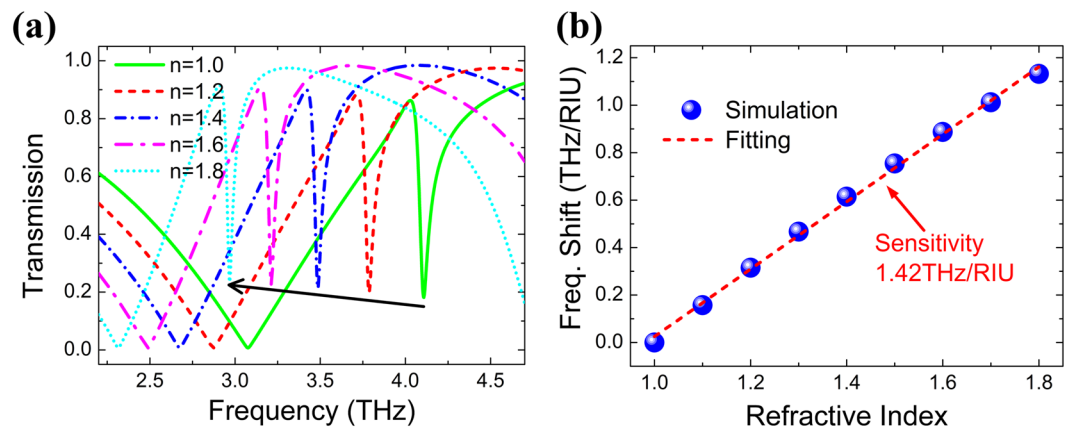 (a)
1.0
0.8
0.6
0.4
0.2
0.0
Transmission
n=1.0
n=1.2
n=1.4
n=1.6
n=1.8
2.5 3.0 3.5 4.0 4.5
Frequency (THz)
(b)
1.2
1.0
0.8
0.6
0.4
0.2
0.0
Freq. Shift (THz/RIU)
Simulation
Fitting
Sensitivity
1.42THz/RIU
1.0 1.2 1.4 1.6 1.8
Refractive Index